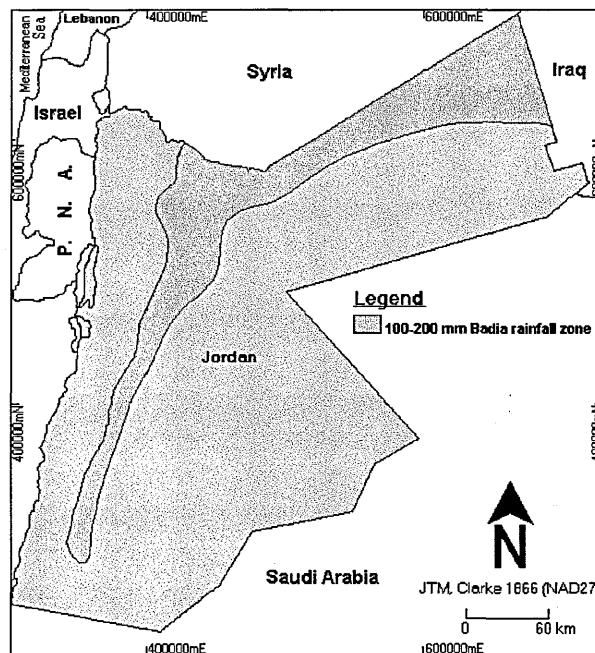 400000mE
600000mE
Mediterranean
Sea
Lebanon
Syria
Iraq
Israel
600000mN
P. N. A.
Legend
100-200 mm Badia rainfall zone
Jordan
400000mN
N
Saudi Arabia
JTM, Clarke 1866 (NAD27
0 60 km
400000mE
600000mE